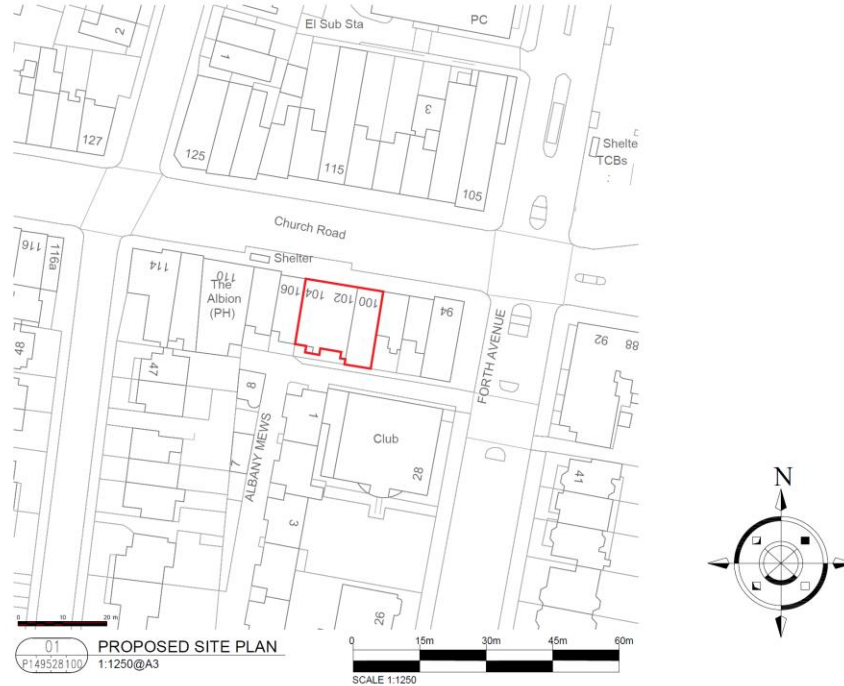 El Sub Sta
PC
2
1
3
127
125
115
105
Shelte
TCBs
:
Church Road
Shelter
116
116a
114
110
The
Albion
(PH)
106
104
102
100
94
FORTH AVENUE
92
88
48
47
8
1
Club
28
7
ALBANY MEWS
3
41
26
N
0 10 20 m
01
P149528100
PROPOSED SITE PLAN
1:1250@A3
0 15m 30m 45m 60m
SCALE 1:1250